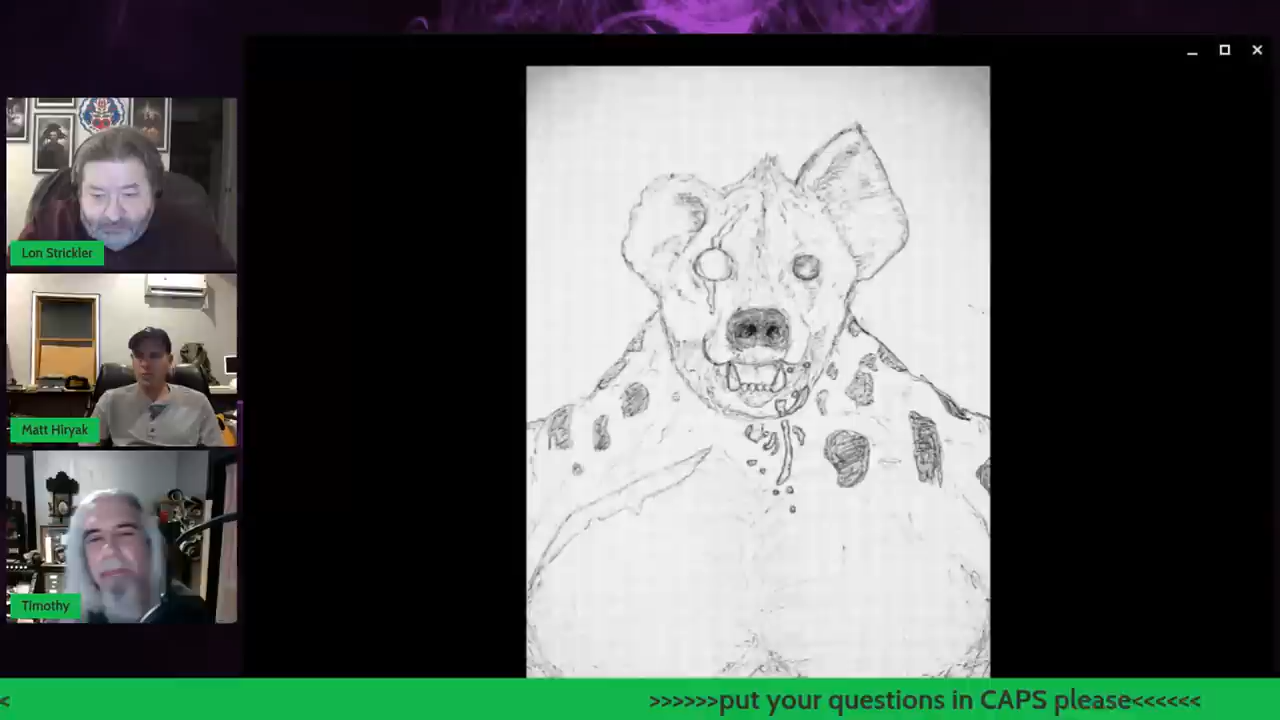 Lon Strickler
Matt Hiryak
Timothy
<
>>>>>>put your questions in CAPS please<<<<<<